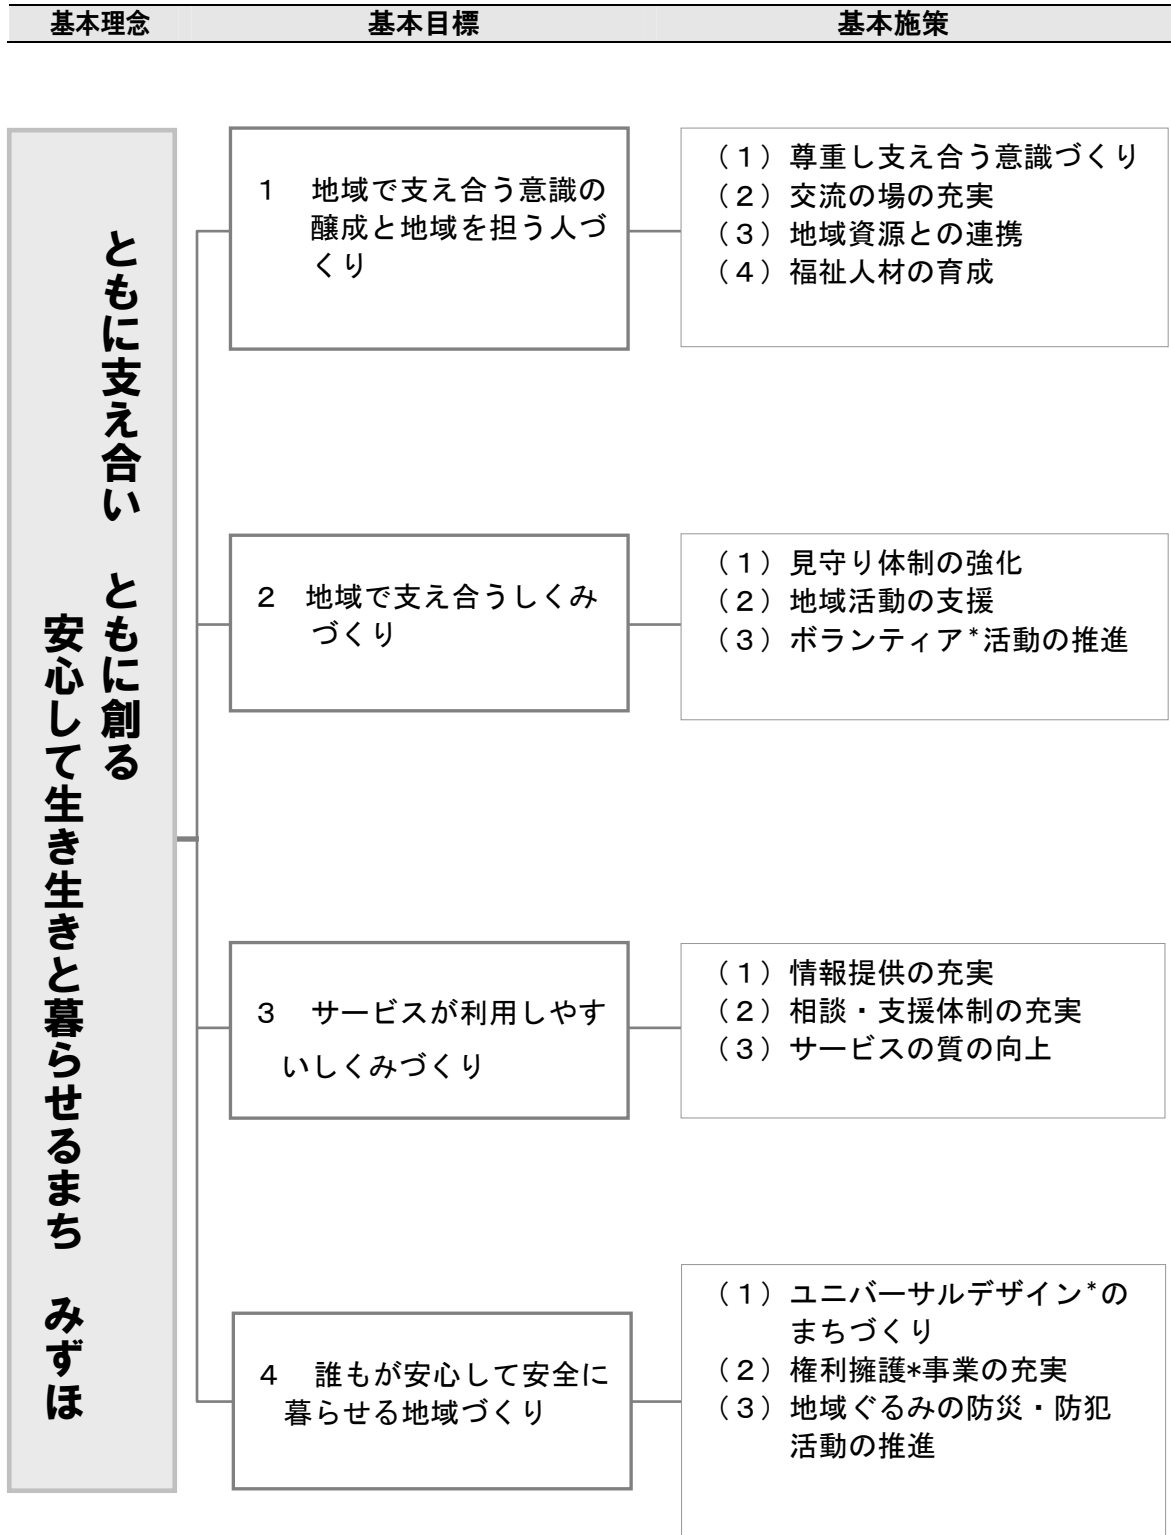 基本理念 基本目標 基本施策
ともに支え合い ともに創る
安心して生き生きと暮らせるまち みずほ
1 地域で支え合う意識の
醸成と地域を担う人づ
くり
(1)尊重し支え合う意識づくり
(2)交流の場の充実
(3)地域資源との連携
(4)福祉人材の育成
2 地域で支え合うしくみ
づくり
(1)見守り体制の強化
(2)地域活動の支援
(3)ボランティア*活動の推進
3 サービスが利用しやす
いしくみづくり
(1)情報提供の充実
(2)相談・支援体制の充実
(3)サービスの質の向上
4 誰もが安心して安全に
暮らせる地域づくり
(1)ユニバーサルデザイン*の
まちづくり
(2)権利擁護*事業の充実
(3)地域ぐるみの防災・防犯
活動の推進